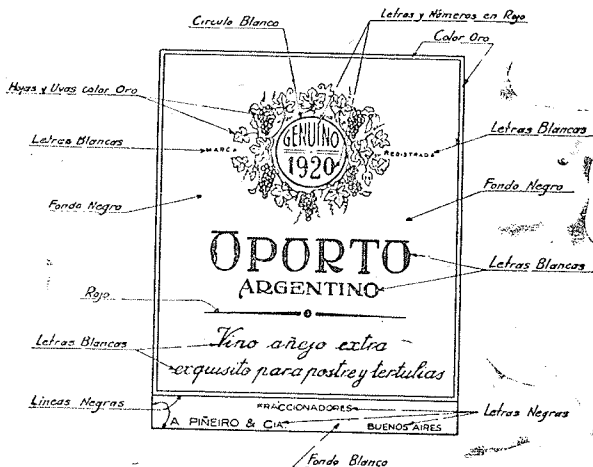 Circulo Blanco
Letras y Números en Rojo
Color Oro
Hojas y Uvas color Oro
Letras Blancas
MARCA
GENUINO
1920
REGISTRADA
Letras Blancas
Fondo Negro
Fondo Negro
OPORTO
ARGENTINO
Letras Blancas
Rojo
Letras Blancas
Vino añejo extra
exquisito para postre y tertulias
Lineas Negras
FRACCIONADORES
A PIÑEIRO & CIA.
BUENOS AIRES
Letras Negras
Fondo Blanco